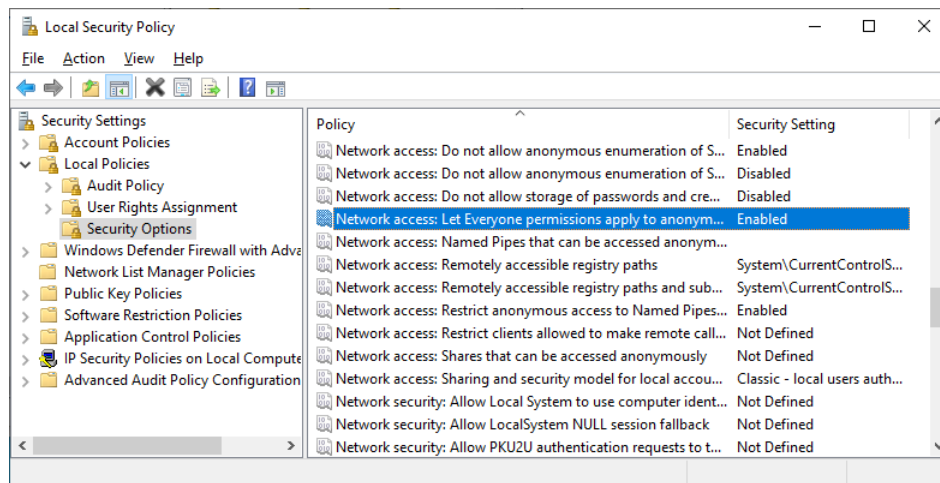 Local Security Policy
File Action View Help
Security Settings
Account Policies
Local Policies
Audit Policy
User Rights Assignment
Security Options
Windows Defender Firewall with Adva
Network List Manager Policies
Public Key Policies
Software Restriction Policies
Application Control Policies
IP Security Policies on Local Compute
Advanced Audit Policy Configuration
Policy Security Setting
Network access: Do not allow anonymous enumeration of S... Enabled
Network access: Do not allow anonymous enumeration of S... Disabled
Network access: Do not allow storage of passwords and cre... Disabled
Network access: Let Everyone permissions apply to anonym... Enabled
Network access: Named Pipes that can be accessed anonym...
Network access: Remotely accessible registry paths System\CurrentControlS...
Network access: Remotely accessible registry paths and sub... System\CurrentControlS...
Network access: Restrict anonymous access to Named Pipes... Enabled
Network access: Restrict clients allowed to make remote call... Not Defined
Network access: Shares that can be accessed anonymously Not Defined
Network access: Sharing and security model for local accou... Classic - local users auth...
Network security: Allow Local System to use computer ident... Not Defined
Network security: Allow LocalSystem NULL session fallback Not Defined
Network security: Allow PKU2U authentication requests to t... Not Defined